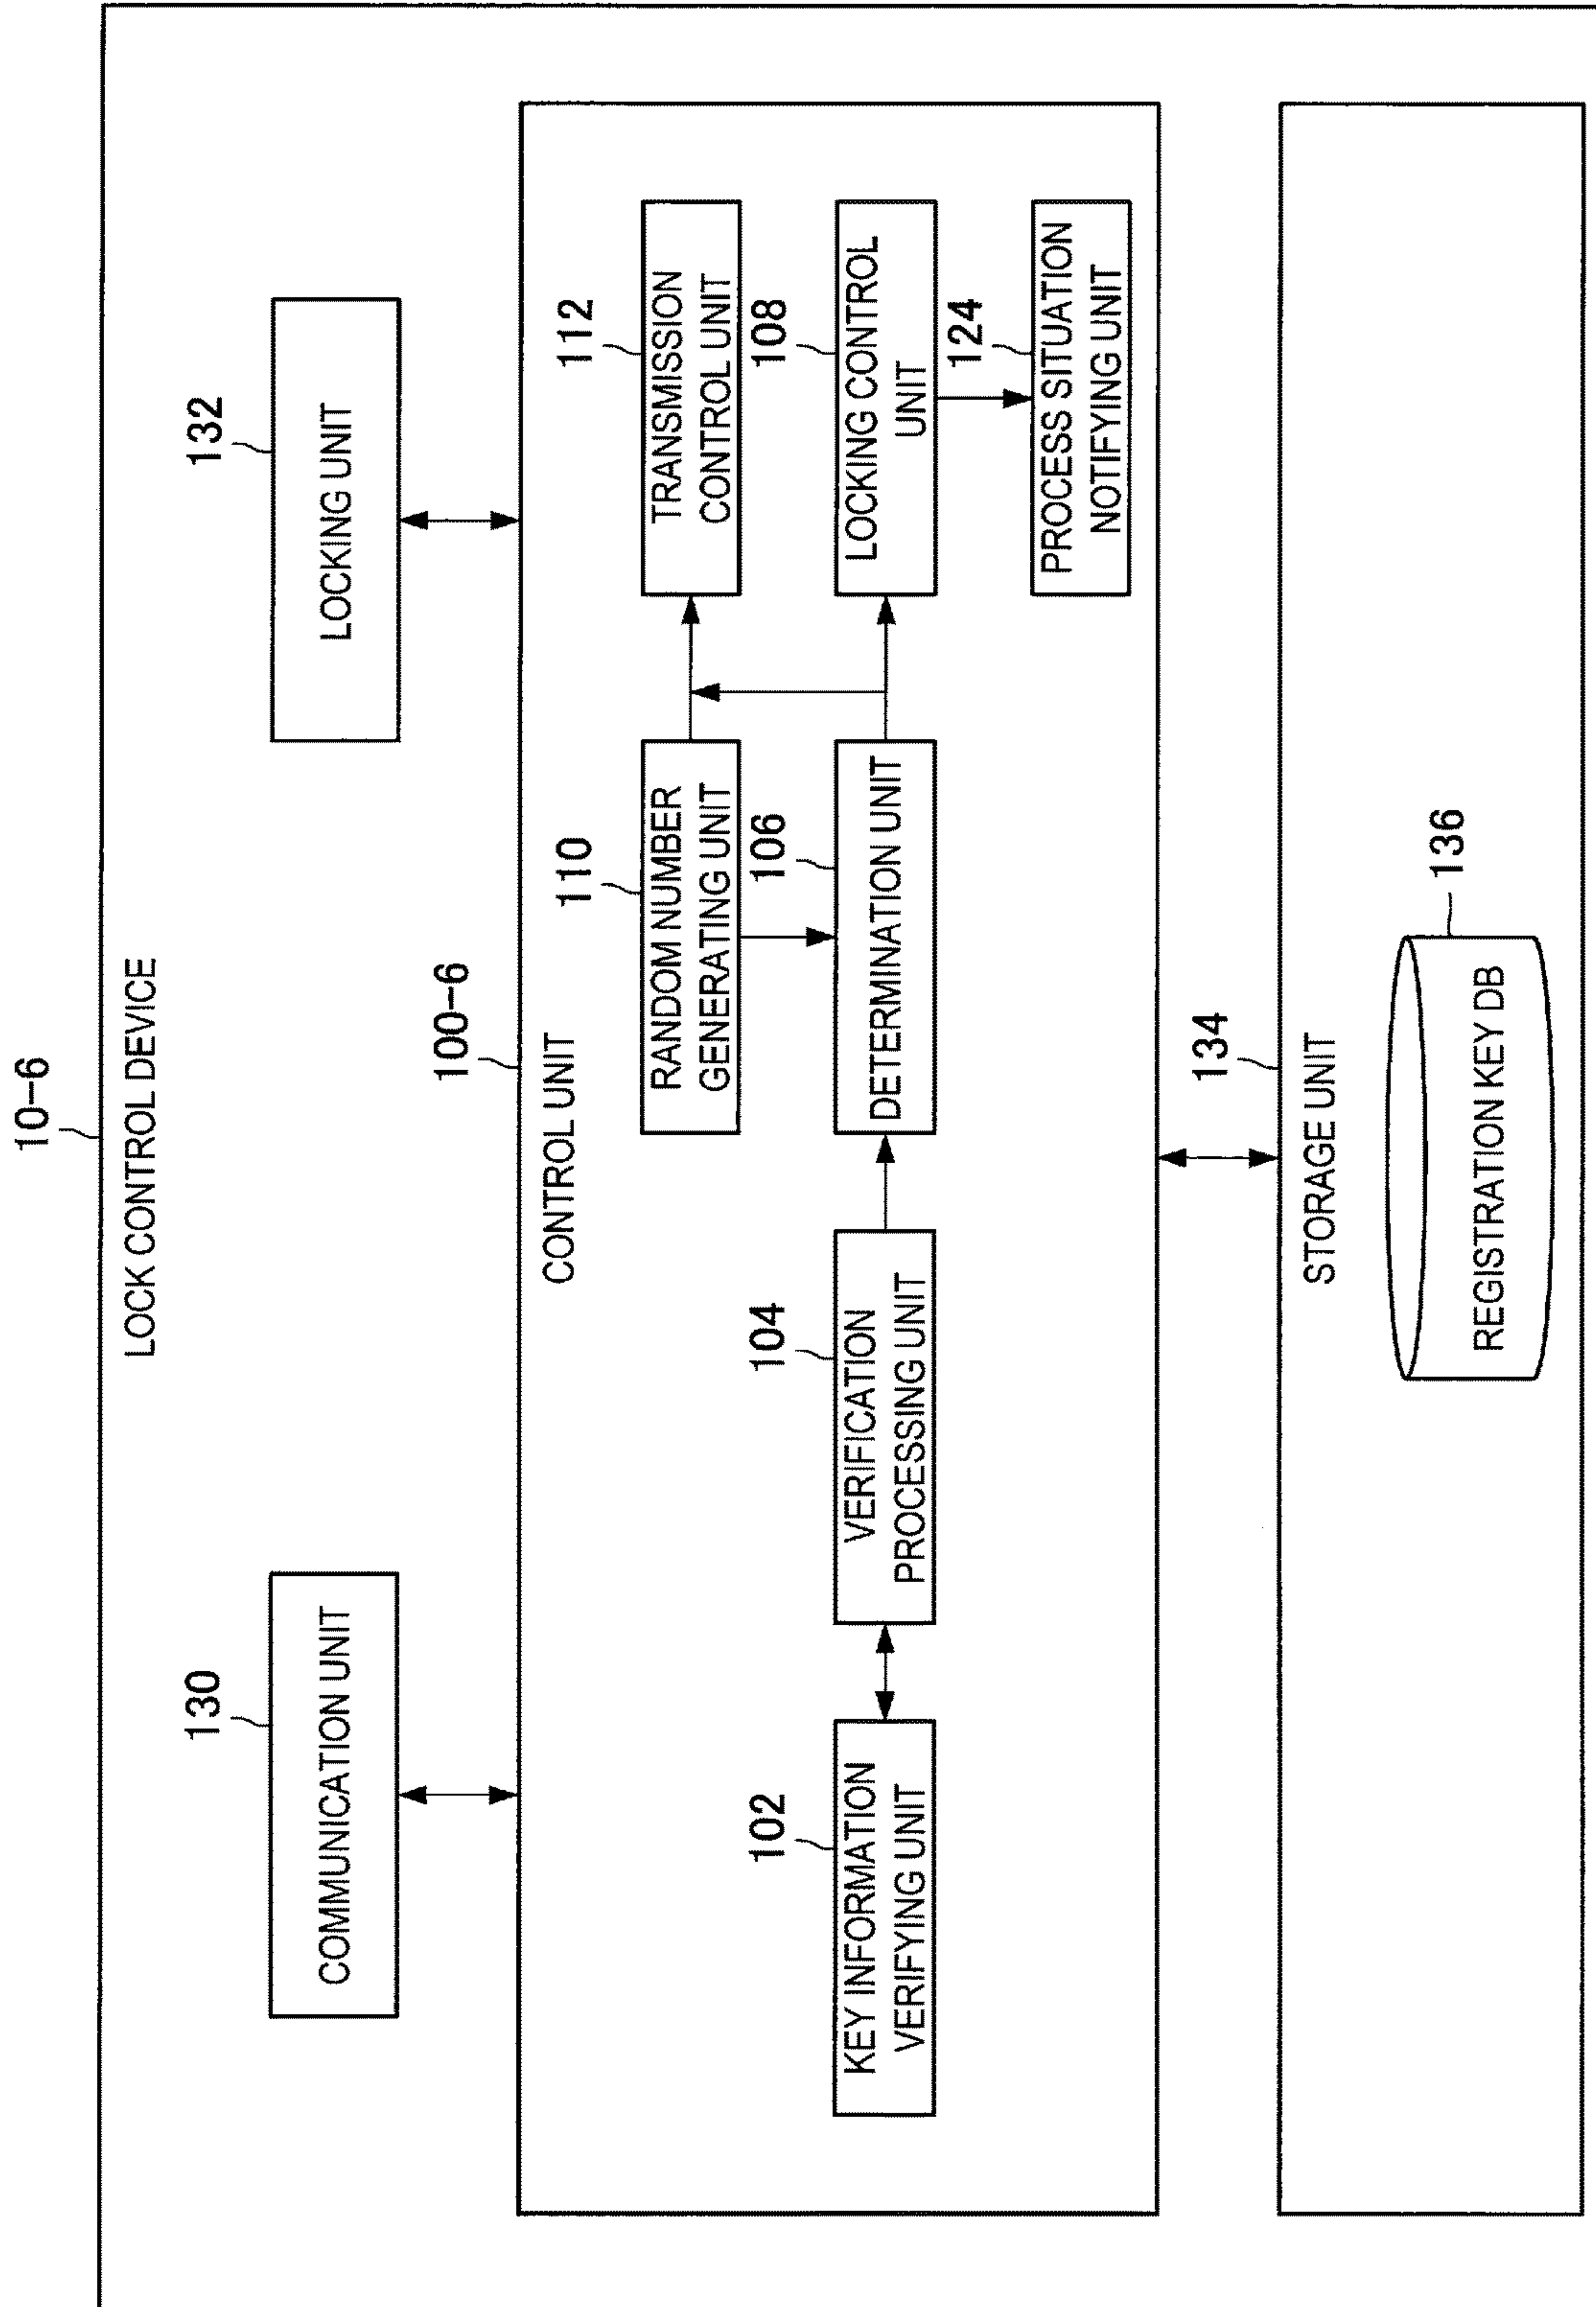 10-6
LOCK CONTROL DEVICE
130
COMMUNICATION UNIT
132
LOCKING UNIT
100-6
CONTROL UNIT
110
RANDOM NUMBER
GENERATING UNIT
112
TRANSMISSION
CONTROL UNIT
102
KEY INFORMATION
VERIFYING UNIT
104
VERIFICATION
PROCESSING UNIT
106
DETERMINATION UNIT
108
LOCKING CONTROL
UNIT
124
PROCESS SITUATION
NOTIFYING UNIT
134
STORAGE UNIT
136
REGISTRATION KEY DB